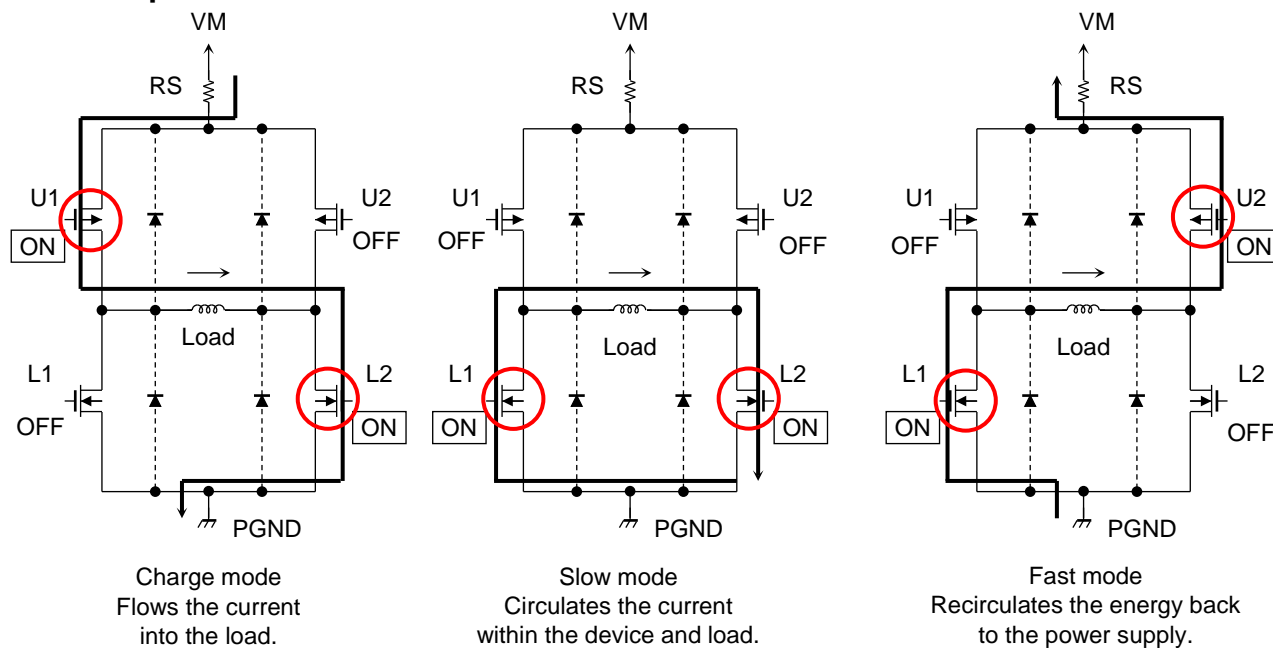 VM
RS
U1
ON
U2
OFF
Load
L1
OFF
L2
ON
PGND
Charge mode
Flows the current
into the load.
VM
RS
U1
OFF
U2
OFF
Load
L1
ON
L2
ON
PGND
Slow mode
Circulates the current
within the device and load.
VM
RS
U1
OFF
U2
ON
Load
L1
ON
L2
OFF
PGND
Fast mode
Recirculates the energy back
to the power supply.